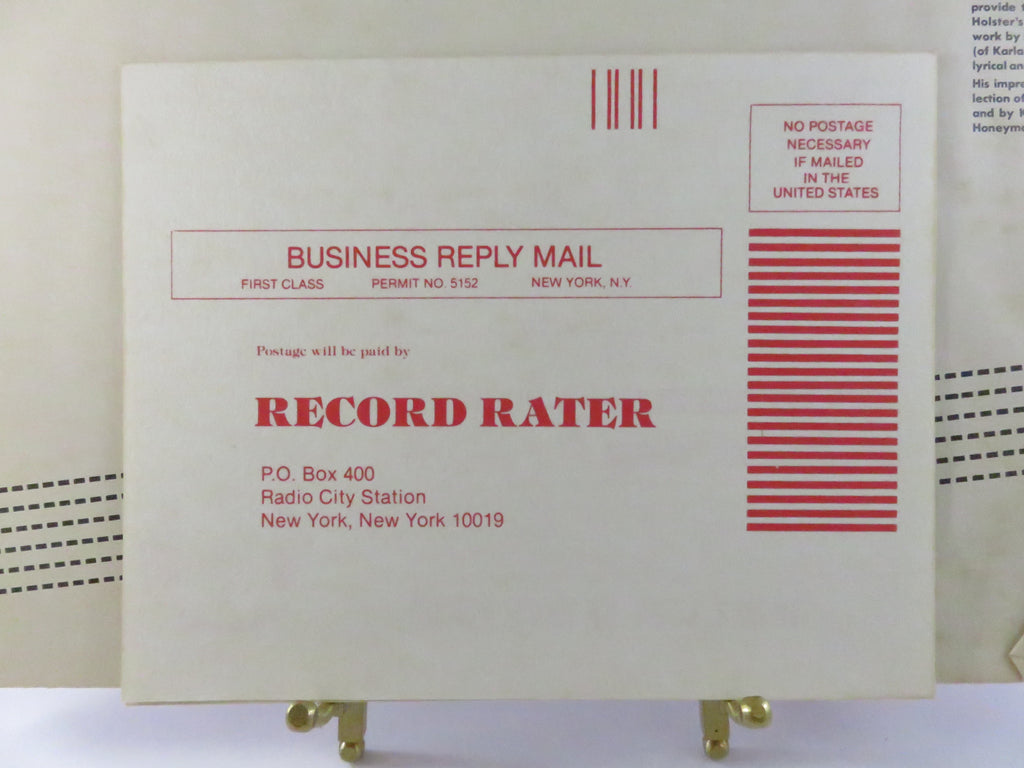 provide
Holster's
work by
(of Karla
lyrical an
His impre
lection of
and by
Honeym
NO POSTAGE
NECESSARY
IF MAILED
IN THE
UNITED STATES
BUSINESS REPLY MAIL
FIRST CLASS PERMIT NO. 5152 NEW YORK, N.Y.
Postage will be paid by
RECORD RATER
P.O. Box 400
Radio City Station
New York, New York 10019